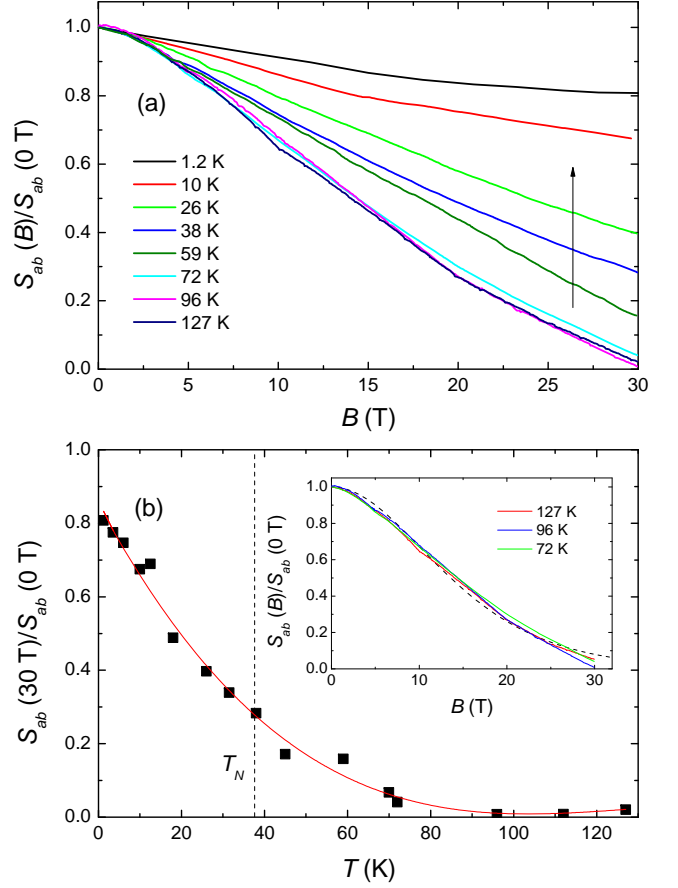 1.0
0.8
0.6
0.4
0.2
0.0
S_ab (B)/S_ab (0 T)
(a)
1.2 K
10 K
26 K
38 K
59 K
72 K
96 K
127 K
0 5 10 15 20 25 30
B (T)
1.0
0.8
0.6
0.4
0.2
0.0
S_ab (30 T)/S_ab (0 T)
(b)
T_N
1.0
0.8
0.6
0.4
0.2
0.0
S_ab (B)/S_ab (0 T)
127 K
96 K
72 K
0 10 20 30
B (T)
0 20 40 60 80 100 120
T (K)